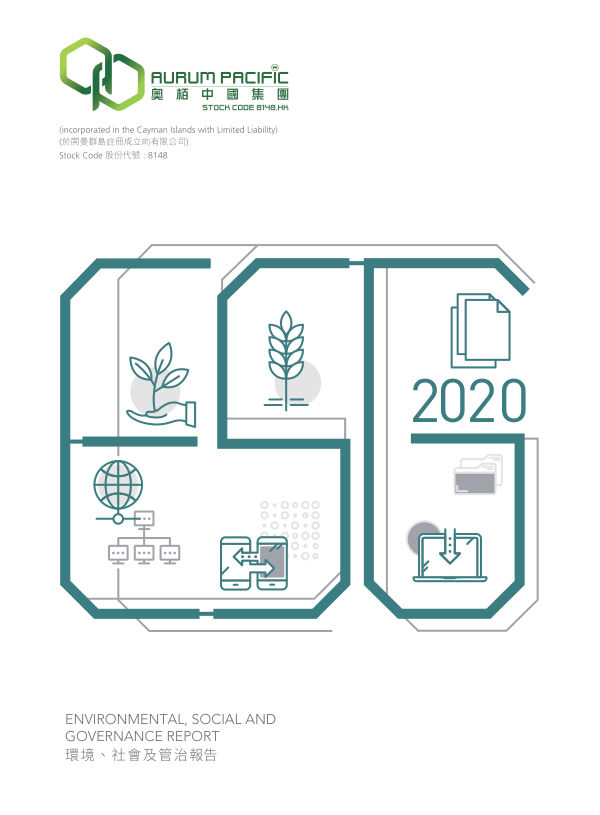 AURUM PACIFIC
奧栢中國集團
STOCK CODE 8148.HK
(incorporated in the Cayman Islands with Limited Liability)
(於開曼群島註冊成立的有限公司)
Stock Code 股份代號 : 8148
ESG
2020
ENVIRONMENTAL, SOCIAL AND
GOVERNANCE REPORT
環境、社會及管治報告